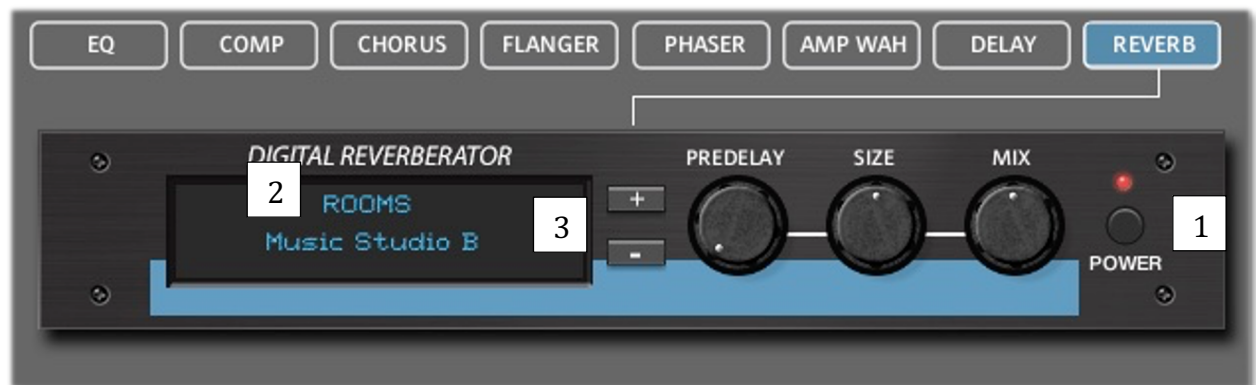 EQ COMP CHORUS FLANGER PHASER AMP WAH DELAY REVERB
DIGITAL REVERBERATOR PREDELAY SIZE MIX
2 ROOMS 3 + 1
Music Studio B -
POWER